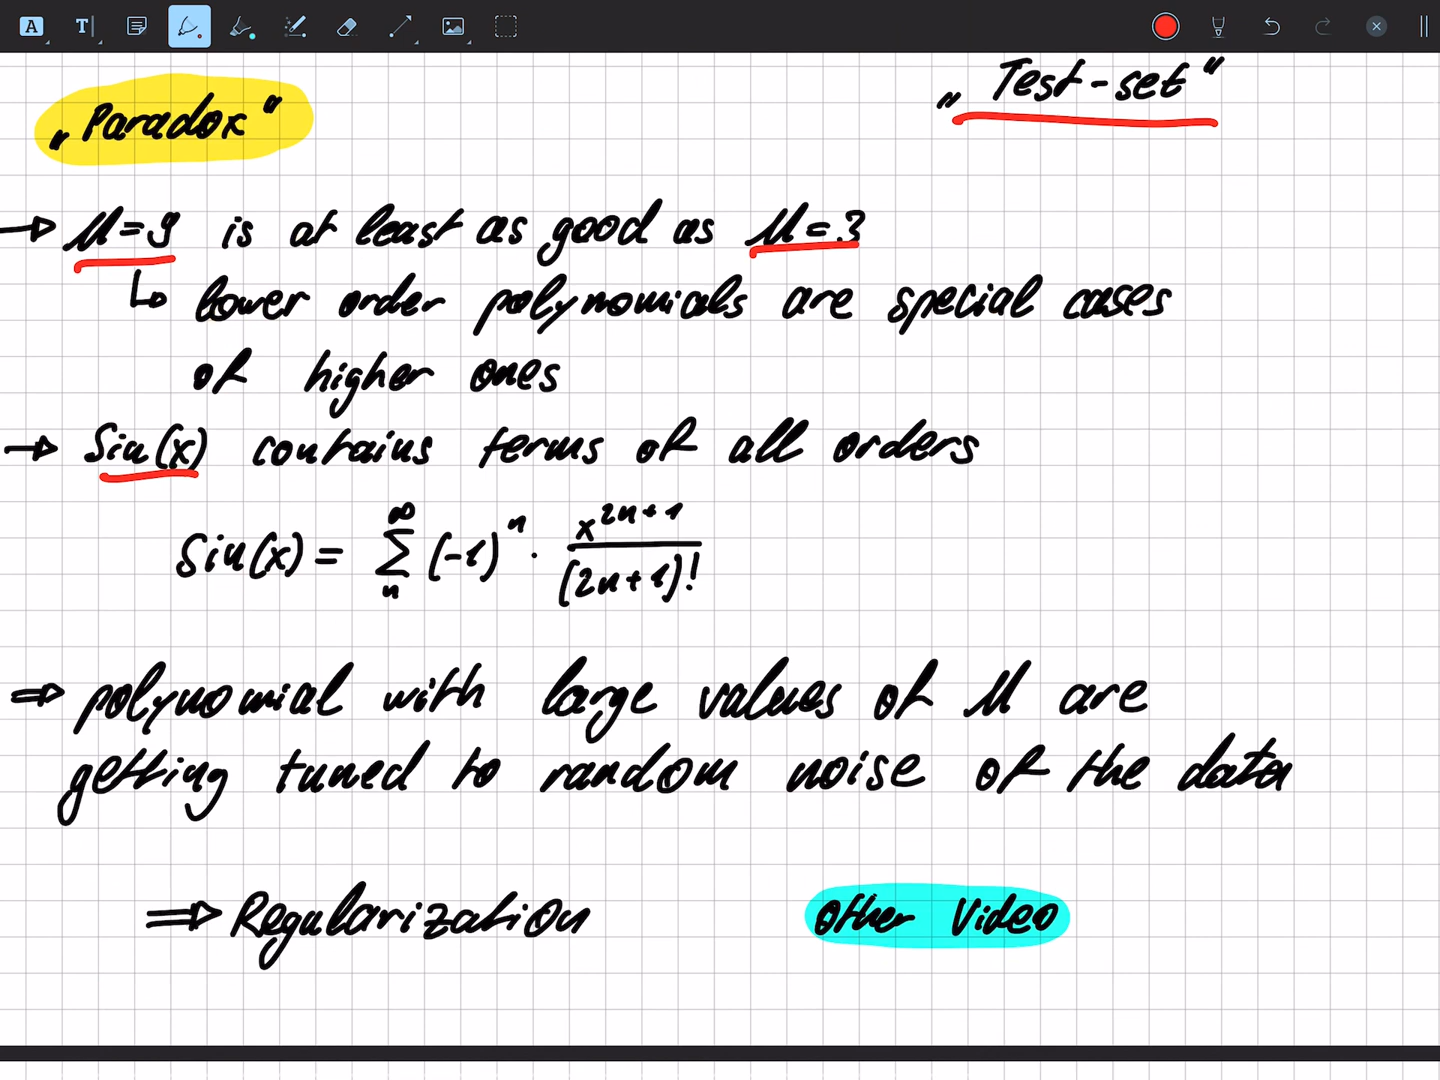 „Test-set“
„Paradox“
→ M=9 is at least as good as M=3
↳ lower order polynomials are special cases
of higher ones
→ Sin(x) contains terms of all orders
Sin(x) = ∑_n^∞ (-1)^n · x^{2n+1} / (2n+1)!
⇒ polynomial with large values of M are
getting tuned to random noise of the data
⇒ Regularization
other Video